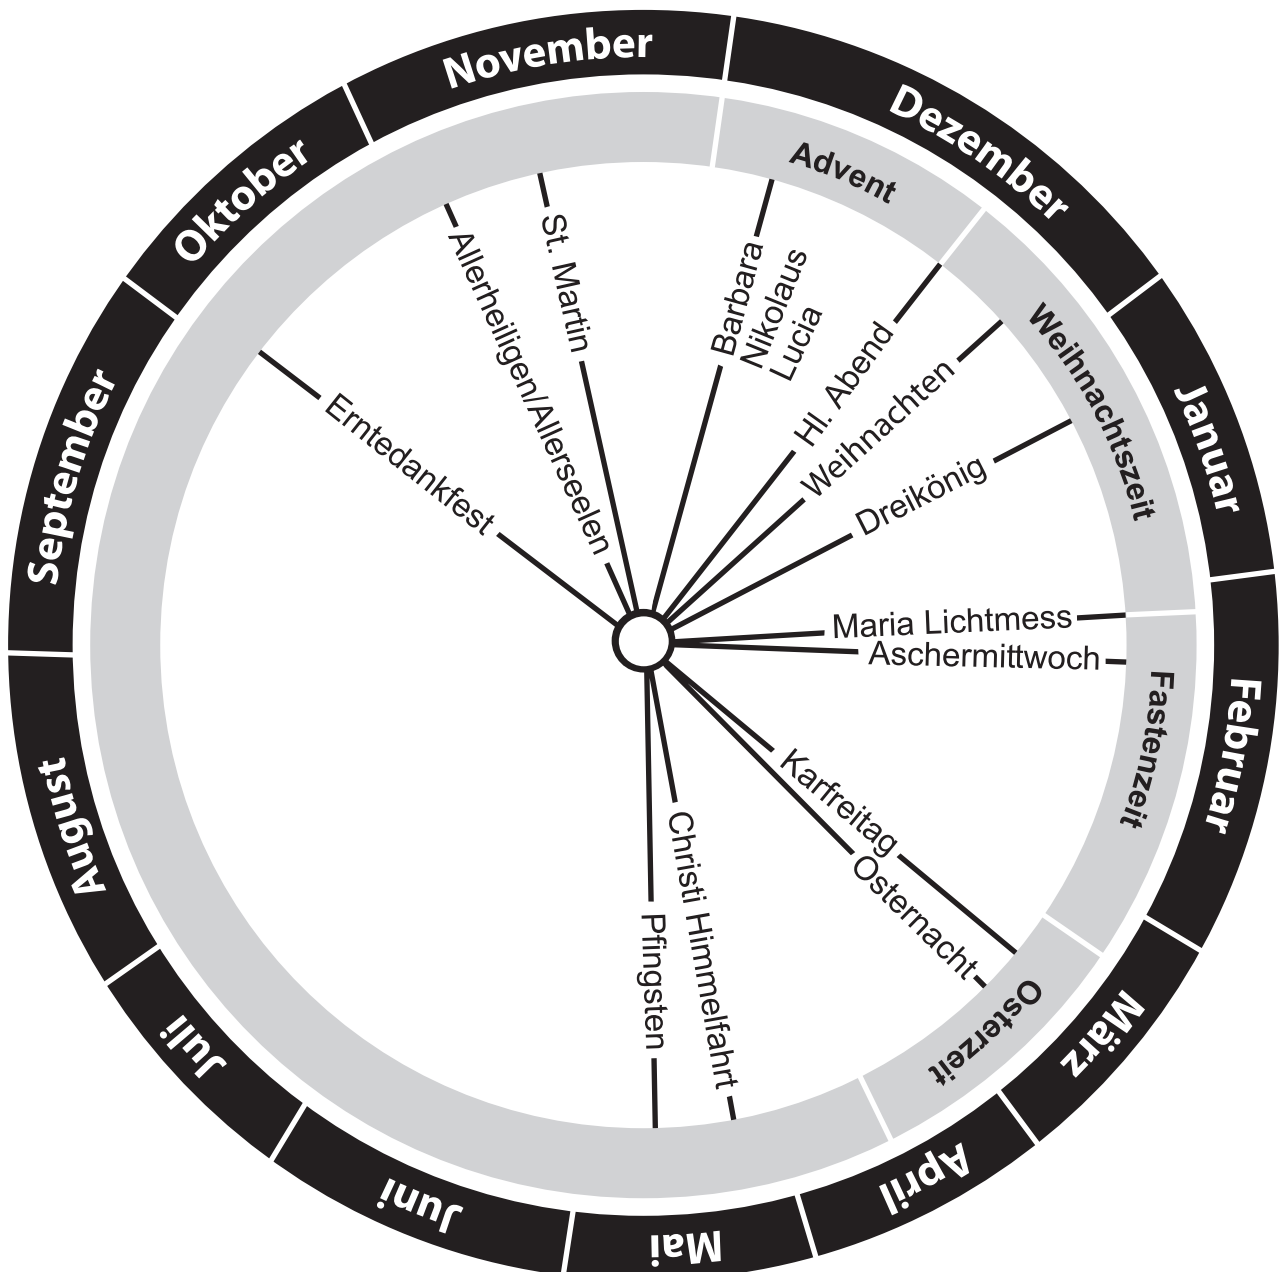 November
Dezember
Januar
Februar
März
April
Mai
Juni
Juli
August
September
Oktober
Advent
Weihnachtszeit
Fastenzeit
Osterzeit
St. Martin
Barbara
Nikolaus
Lucia
Hl. Abend
Weihnachten
Dreikönig
Maria Lichtmess
Aschermittwoch
Karfreitag
Osternacht
Christi Himmelfahrt
Pfingsten
Erntedankfest
Allerheiligen/Allerseelen